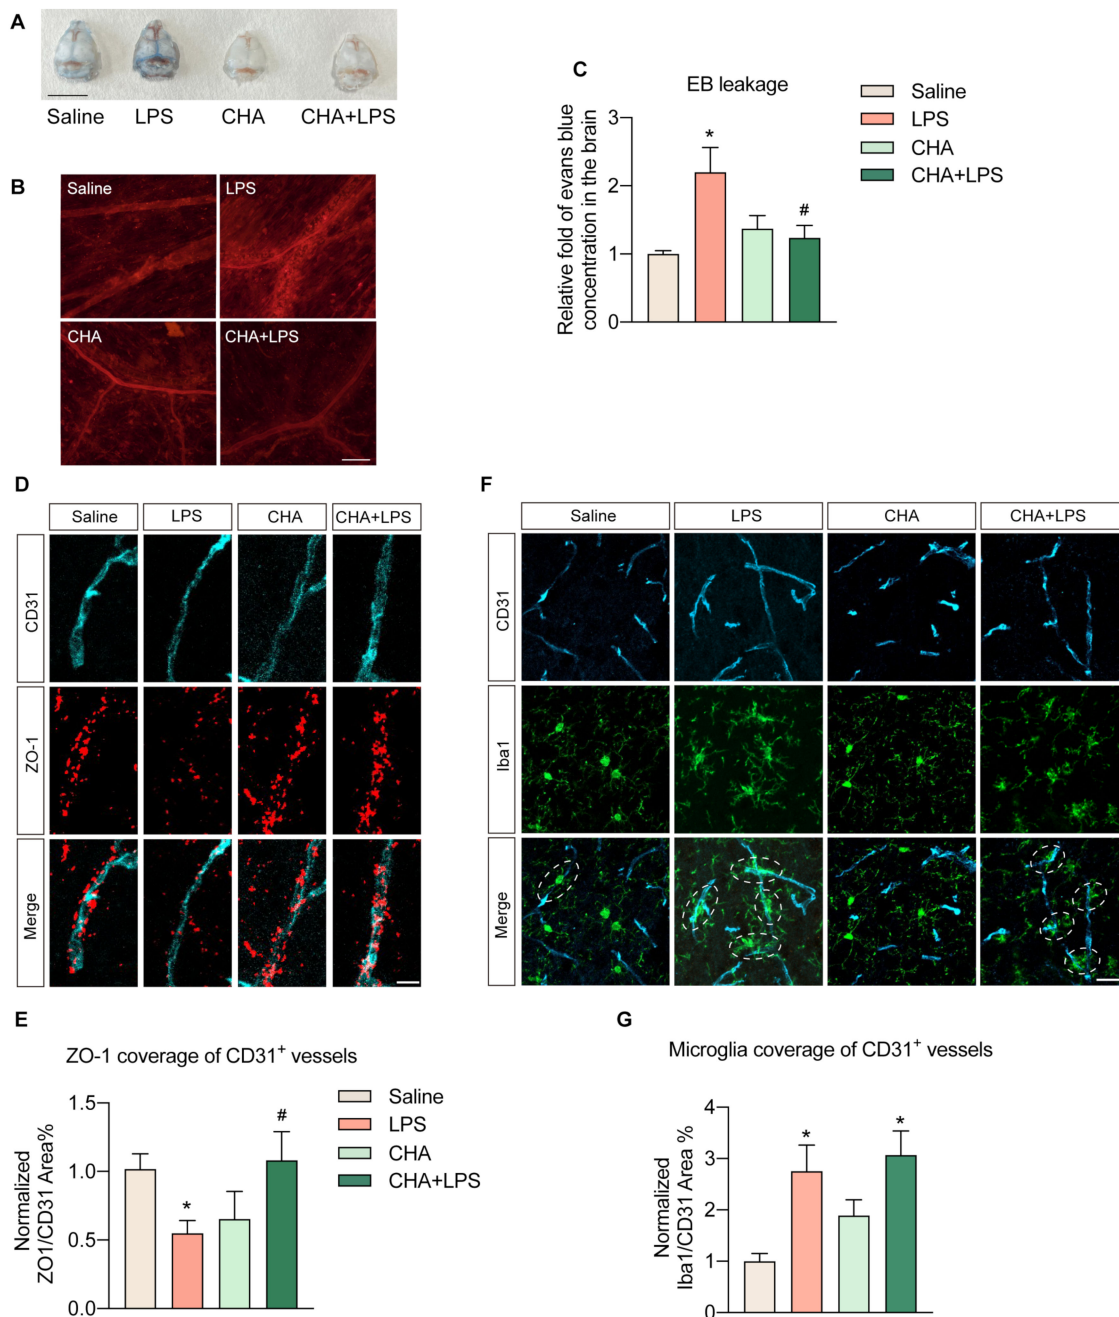 A
Saline LPS CHA CHA+LPS
B
Saline LPS
CHA CHA+LPS
C
EB leakage
Relative fold of evans blue
concentration in the brain
3
2
1
0
*
#
Saline
LPS
CHA
CHA+LPS
D
Saline LPS CHA CHA+LPS
CD31
ZO-1
Merge
E
ZO-1 coverage of CD31+ vessels
Normalized
ZO1/CD31 Area%
1.5
1.0
0.5
0.0
*
#
Saline
LPS
CHA
CHA+LPS
F
Saline LPS CHA CHA+LPS
CD31
Iba1
Merge
G
Microglia coverage of CD31+ vessels
Normalized
Iba1/CD31 Area %
4
3
2
1
0
*
*